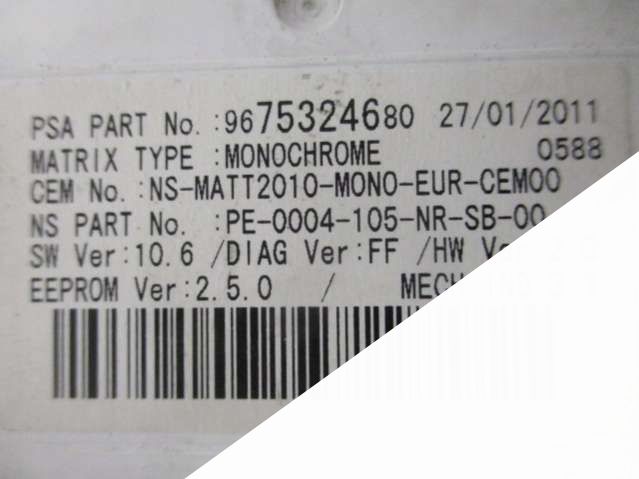 PSA PART No.:9675324680 27/01/2011
MATRIX TYPE :MONOCHROME 0588
CEM No.:NS-MATT2010-MONO-EUR-CEM00
NS PART No.:PE-0004-105-NR-SB-00
SW Ver:10.6 /DIAG Ver:FF /HW
EEPROM Ver:2.5.0 /